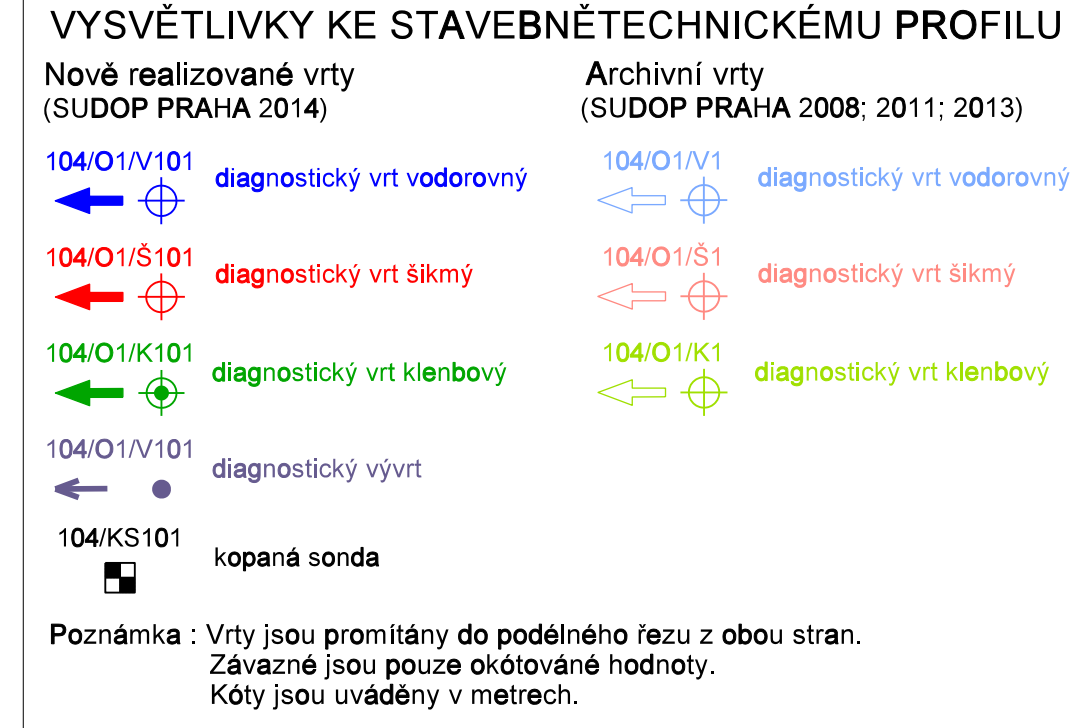 VYSVĚTLIVKY KE STAVEBNĚTECHNICKÉMU PROFILU
Nově realizované vrty
(SUDOP PRAHA 2014)
104/O1/V101
diagnostický vrt vodorovný
104/O1/Š101
diagnostický vrt šikmý
104/O1/K101
diagnostický vrt klenbový
104/O1/V101
diagnostický vývrt
104/KS101
kopaná sonda
Archivní vrty
(SUDOP PRAHA 2008; 2011; 2013)
104/O1/V1
diagnostický vrt vodorovný
104/O1/Š1
diagnostický vrt šikmý
104/O1/K1
diagnostický vrt klenbový
Poznámka : Vrty jsou promítány do podélného řezu z obou stran.
Závazné jsou pouze okótováné hodnoty.
Kóty jsou uváděny v metrech.